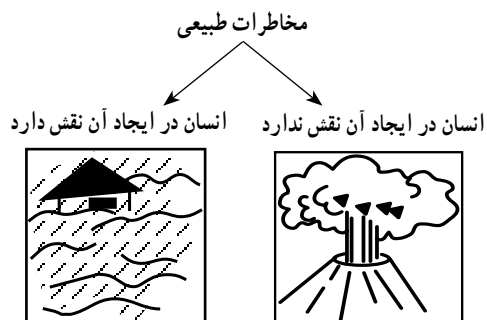 مخاطرات طبیعی
انسان در ایجاد آن نقش ندارد
انسان در ایجاد آن نقش دارد